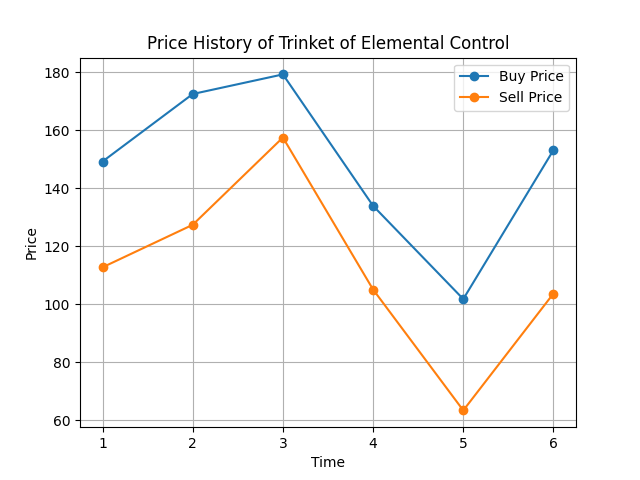 Price History of Trinket of Elemental Control
Buy Price
Sell Price
Price
180
160
140
120
100
80
60
1 2 3 4 5 6
Time